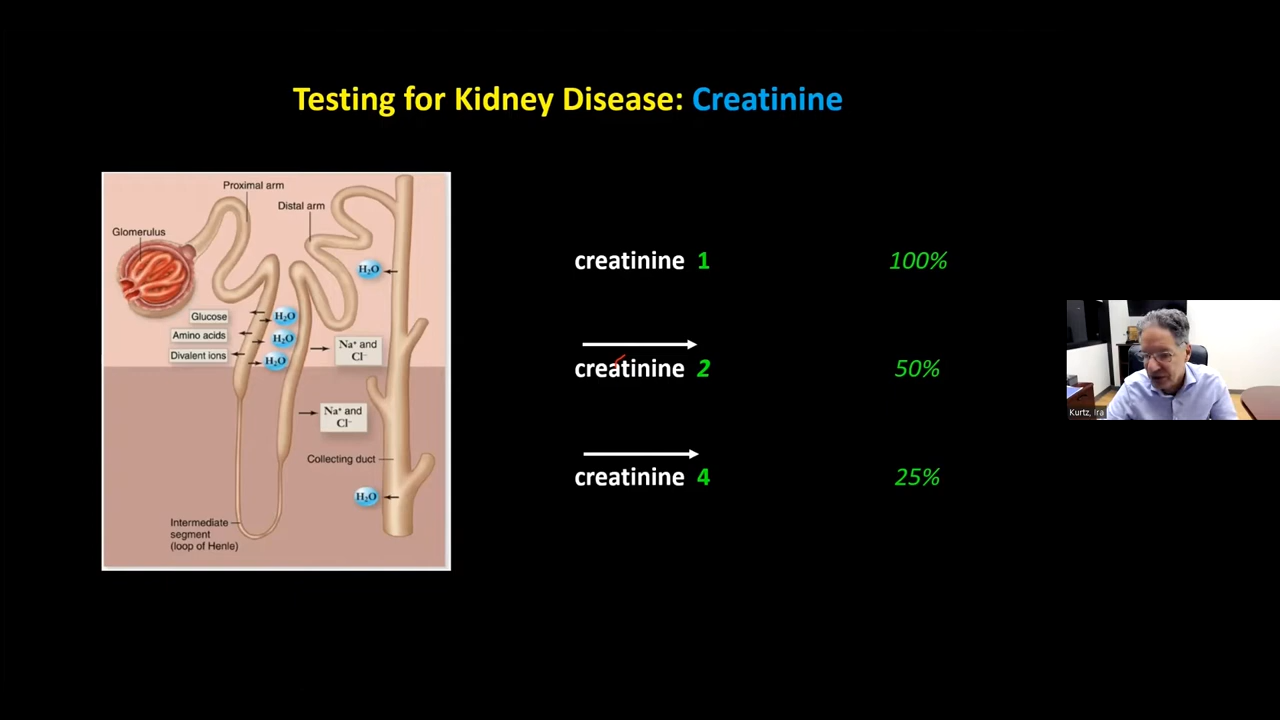 Testing for Kidney Disease: Creatinine
Proximal arm
Distal arm
Glomerulus
H₂O
Glucose
H₂O
Amino acids
H₂O
Divalent ions
H₂O
Na⁺ and
Cl⁻
Na⁺ and
Cl⁻
Collecting duct
H₂O
Intermediate
segment
(loop of Henle)
creatinine 1 100%
creatinine 2 50%
creatinine 4 25%
Kurtz, Ira